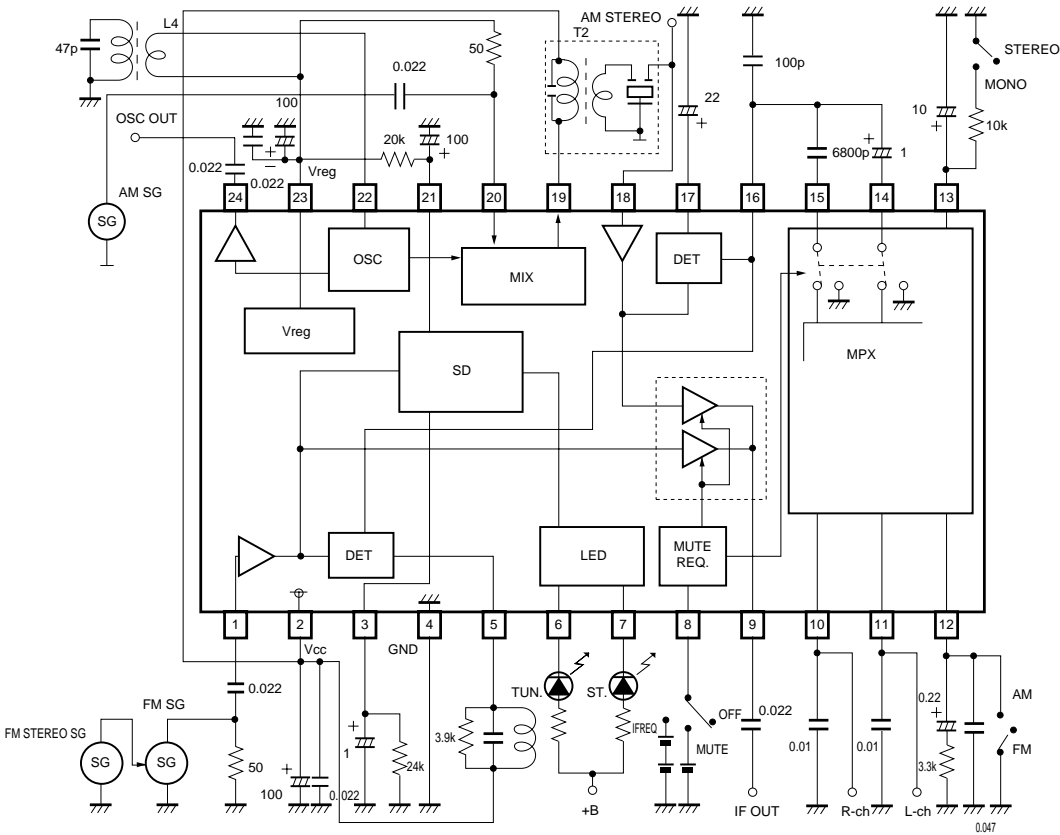 L4
AM STEREO
T2
47p
50
0.022
100p
22
STEREO
MONO
100
OSC OUT
20k
100
10
10k
6800p
1
0.022
0.022
Vreg
AM SG
SG
24
23
22
21
20
19
18
17
16
15
14
13
OSC
MIX
DET
Vreg
SD
MPX
DET
LED
MUTE
REQ.
1
2
3
4
5
6
7
8
9
10
11
12
Vcc
GND
0.022
TUN.
ST.
FM SG
FM STEREO SG
SG
SG
50
100
0.022
1
24k
3.9k
IFREQ
OFF
MUTE
0.022
0.01
0.01
0.22
3.3k
AM
FM
+B
IF OUT
R-ch
L-ch
0.047